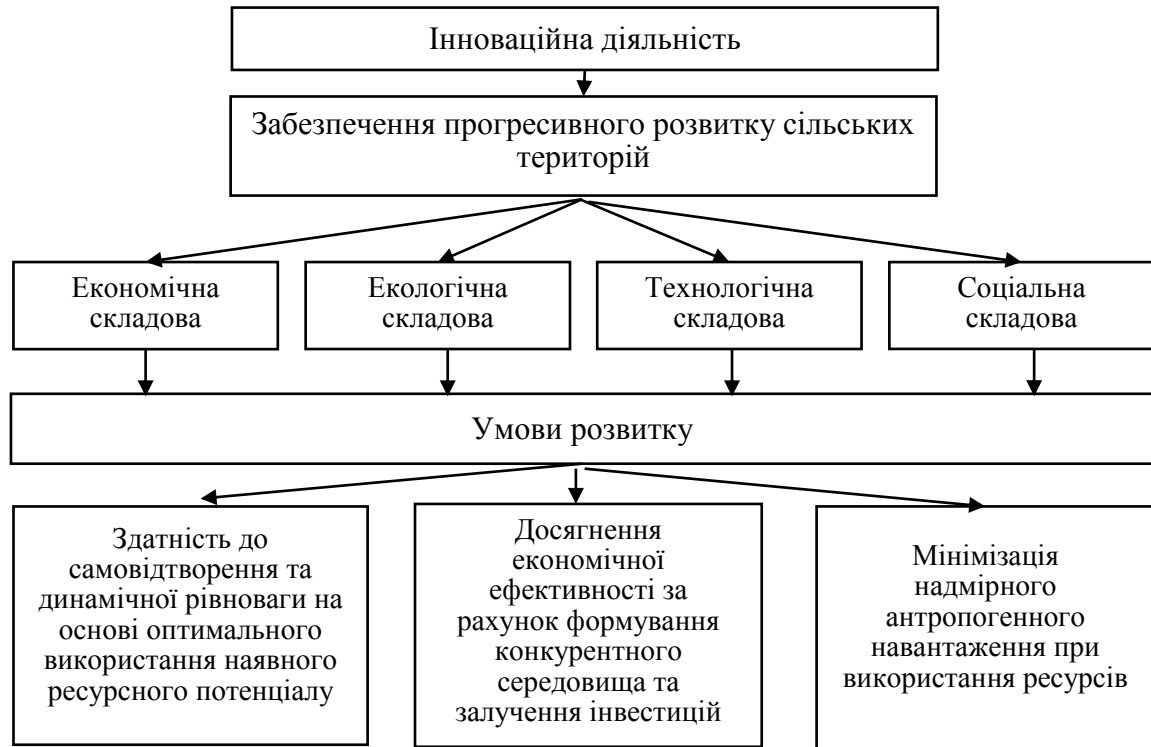 Інноваційна діяльність
Забезпечення прогресивного розвитку сільських
територій
Економічна
складова
Екологічна
складова
Технологічна
складова
Соціальна
складова
Умови розвитку
Здатність до
самовідтворення та
динамічної рівноваги на
основі оптимального
використання наявного
ресурсного потенціалу
Досягнення
економічної
ефективності за
рахунок формування
конкурентного
середовища та
залучення інвестицій
Мінімізація
надмірного
антропогенного
навантаження при
використання ресурсів